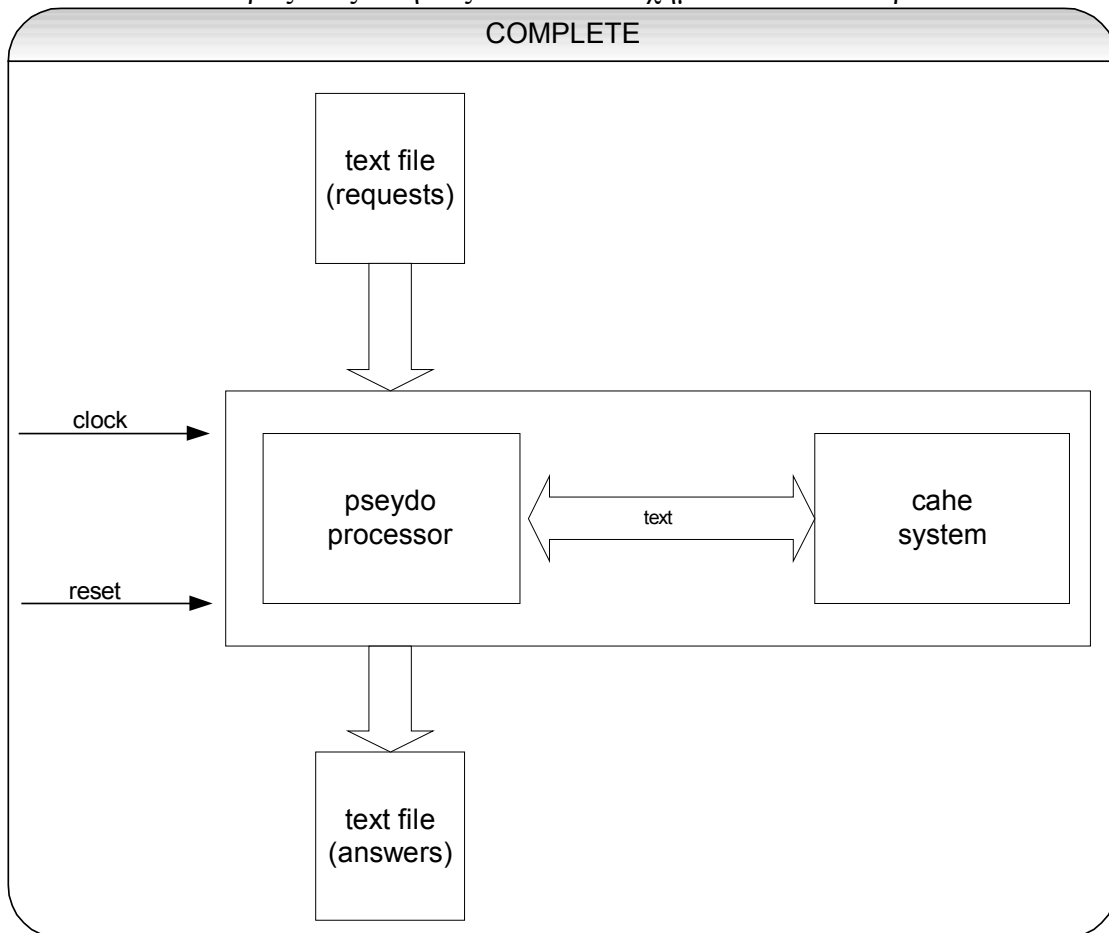 COMPLETE
text file
(requests)
clock
pseydo
processor
text
cahe
system
reset
text file
(answers)